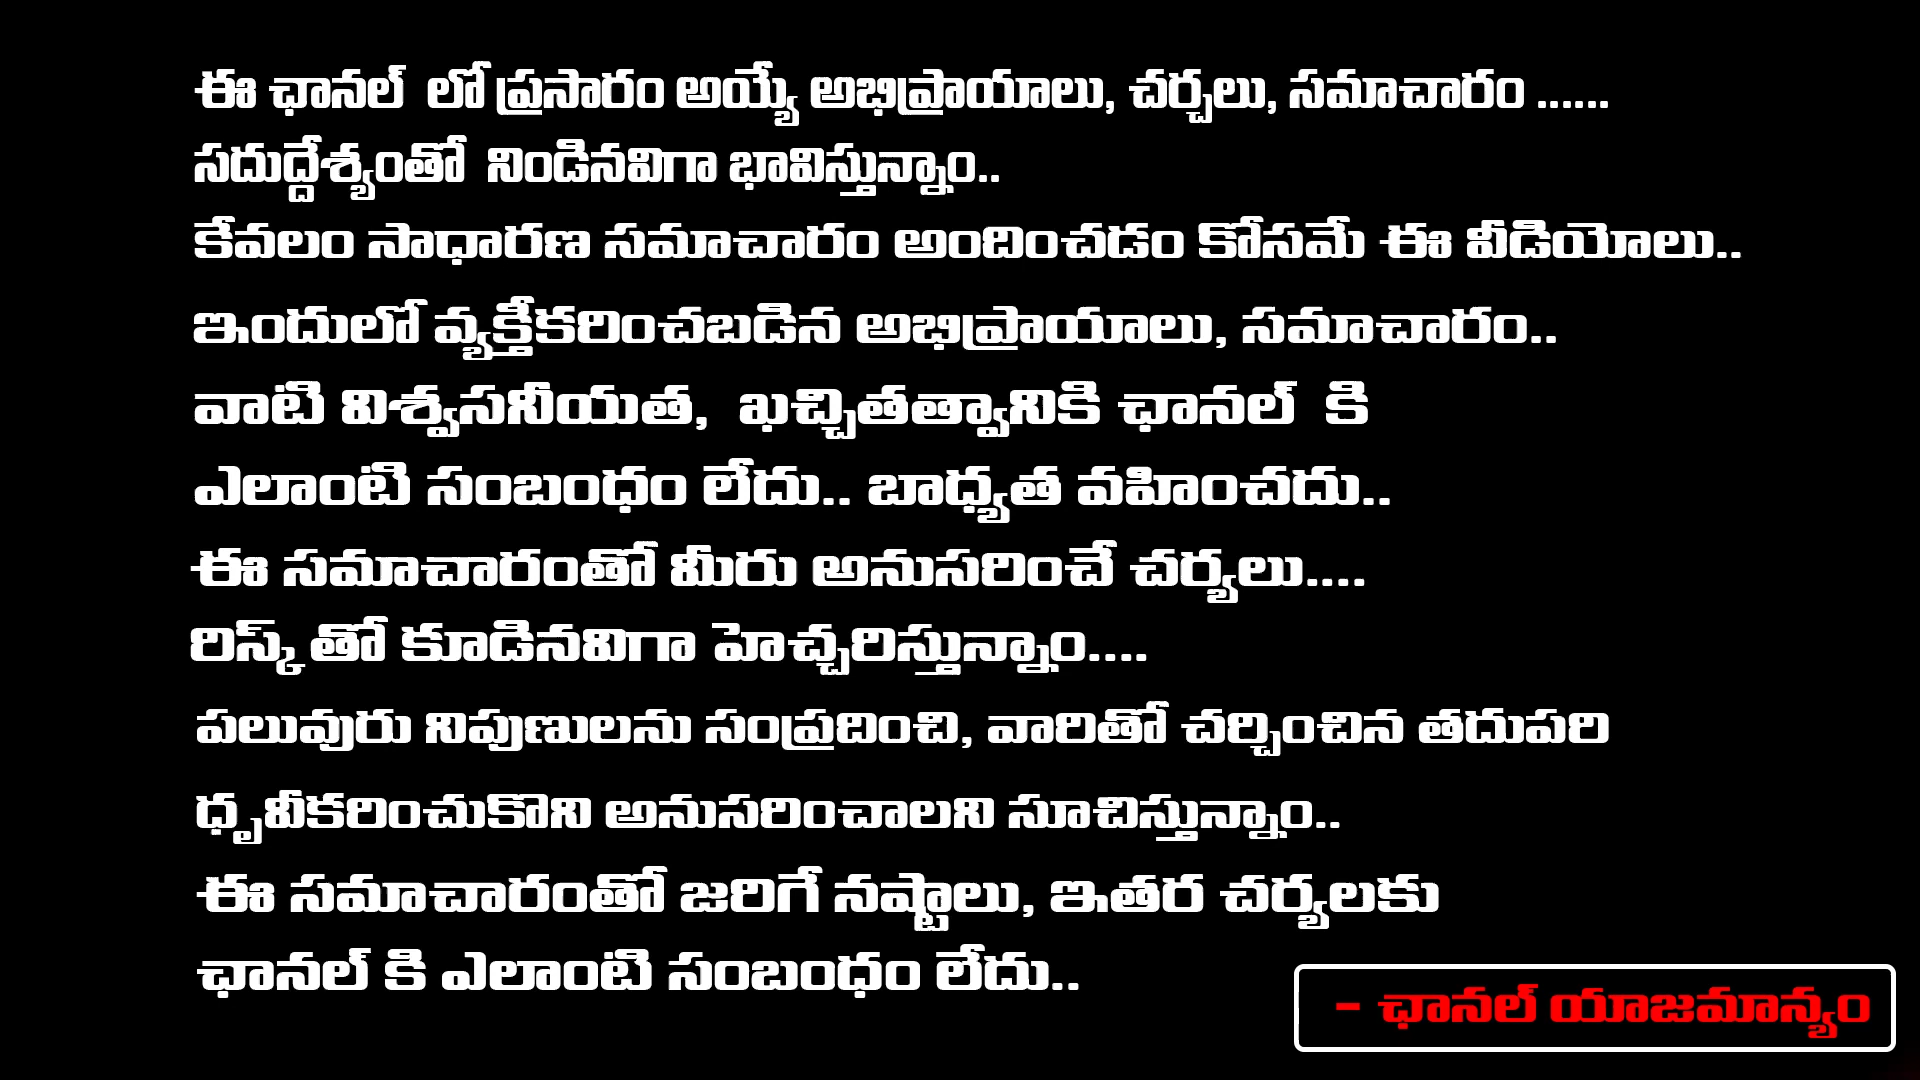 ఈ ఛానల్ లో ప్రసారం అయ్యే అభిప్రాయాలు, చర్చలు, సమాచారం ......
సదుద్దేశ్యంతో నిండినవిగా భావిస్తున్నాం..
కేవలం సాధారణ సమాచారం అందించడం కోసమే ఈ వీడియోలు..
ఇందులో వ్యక్తీకరించబడిన అభిప్రాయాలు, సమాచారం..
వాటి విశ్వసనీయత, ఖచ్చితత్వానికి ఛానల్ కి
ఎలాంటి సంబంధం లేదు.. బాధ్యత వహించదు..
ఈ సమాచారంతో మీరు అనుసరించే చర్యలు....
రిస్క్ తో కూడినవిగా హెచ్చరిస్తున్నాం....
పలువురు నిపుణులను సంప్రదించి, వారితో చర్చించిన తదుపరి
ధృవీకరించుకొని అనుసరించాలని సూచిస్తున్నాం..
ఈ సమాచారంతో జరిగే నష్టాలు, ఇతర చర్యలకు
ఛానల్ కి ఎలాంటి సంబంధం లేదు..
- ఛానల్ యాజమాన్యం